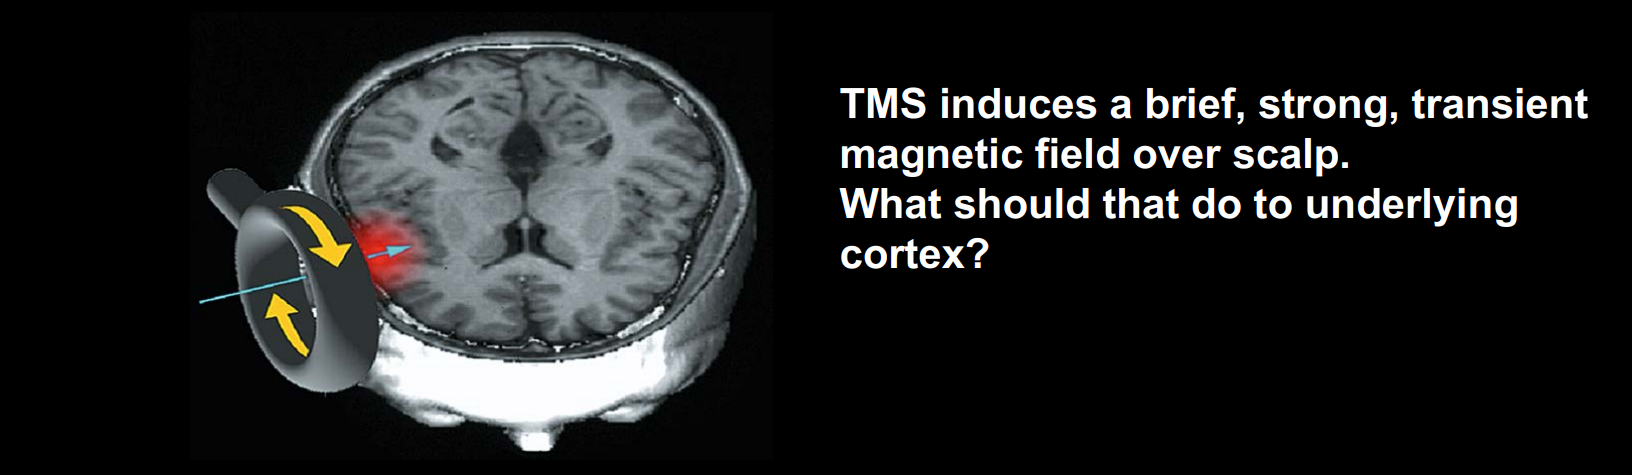 TMS induces a brief, strong, transient
magnetic field over scalp.
What should that do to underlying
cortex?